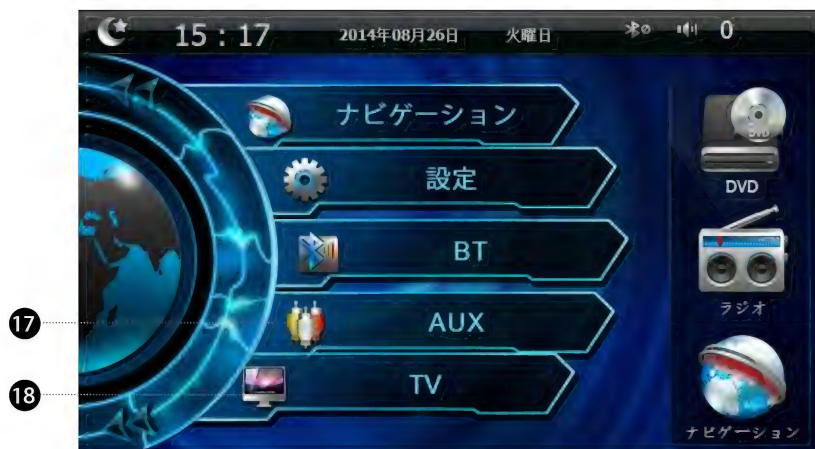 15 : 17 2014年08月26日 火曜日 0
ナビゲーション
設定
BT
AUX
TV
DVD
DVD
ラジオ
ナビゲーション
17
18